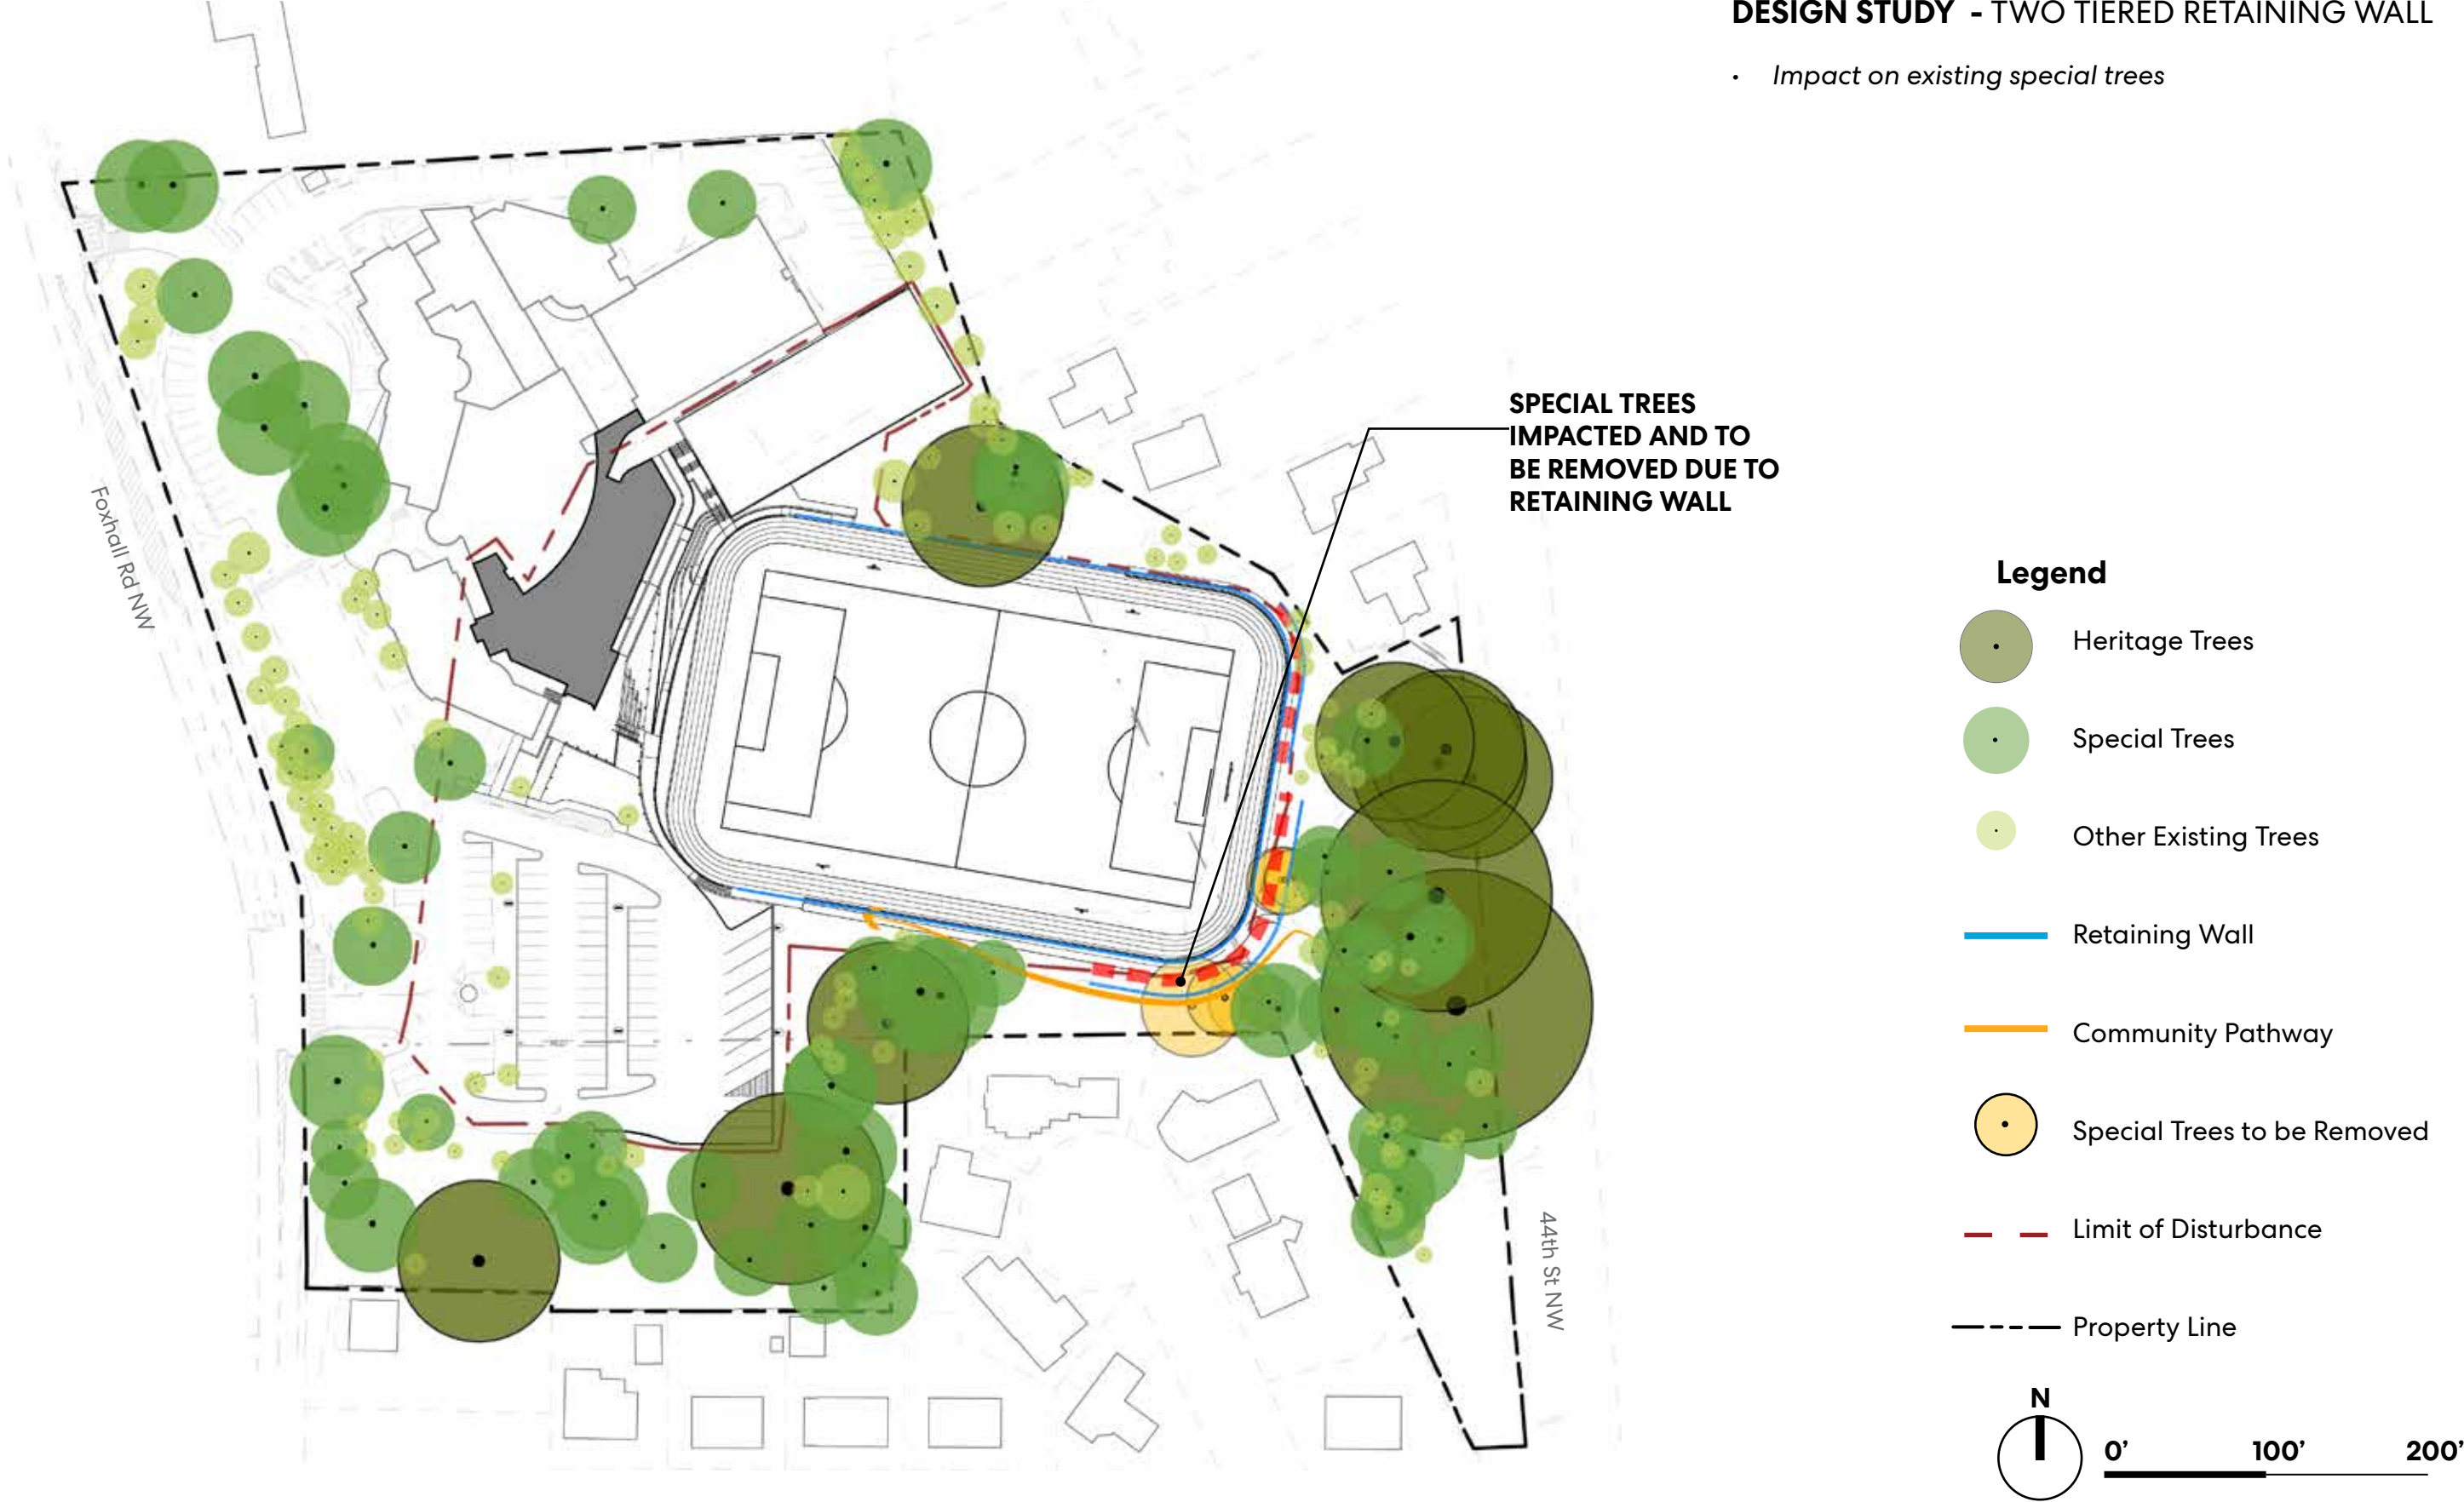 DESIGN STUDY - TWO TIERED RETAINING WALL
· Impact on existing special trees
SPECIAL TREES
IMPACTED AND TO
BE REMOVED DUE TO
RETAINING WALL
Foxhall Rd NW
44th St NW
Legend
Heritage Trees
Special Trees
Other Existing Trees
Retaining Wall
Community Pathway
Special Trees to be Removed
Limit of Disturbance
Property Line
N
0’ 100’ 200’